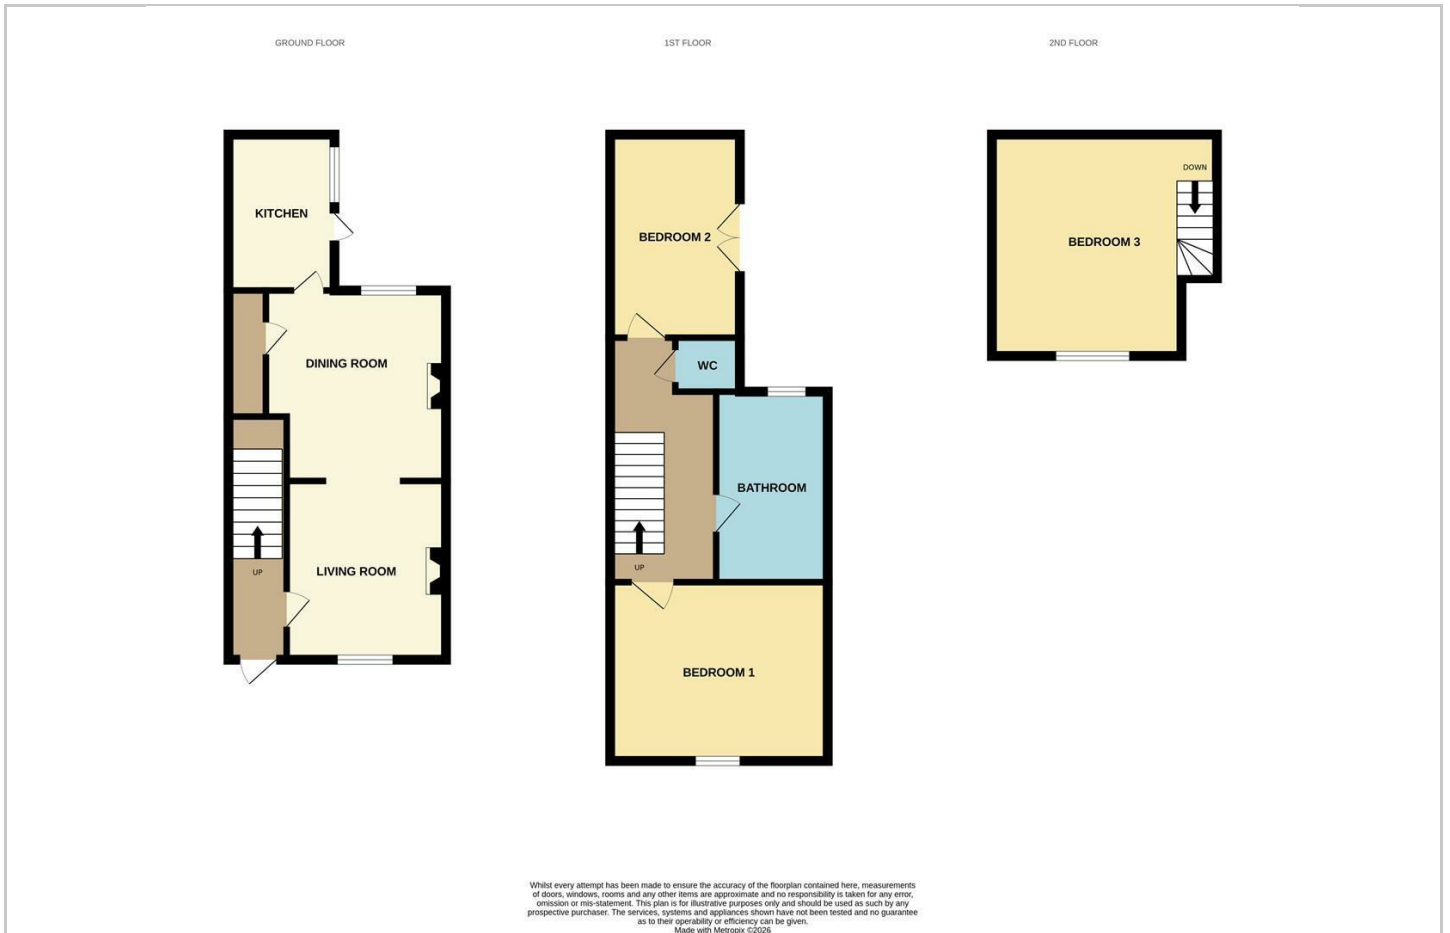 GROUND FLOOR
1ST FLOOR
2ND FLOOR
KITCHEN
DINING ROOM
UP
LIVING ROOM
BEDROOM 2
WC
BATHROOM
UP
BEDROOM 1
DOWN
BEDROOM 3
Whilst every attempt has been made to ensure the accuracy of the floorplan contained here, measurements
of doors, windows, rooms and any other items are approximate and no responsibility is taken for any error,
omission or mis-statement. This plan is for illustrative purposes only and should be used as such by any
prospective purchaser. The services, systems and appliances shown have not been tested and no guarantee
as to their operability or efficiency can be given.
Made with Metropix ©2026